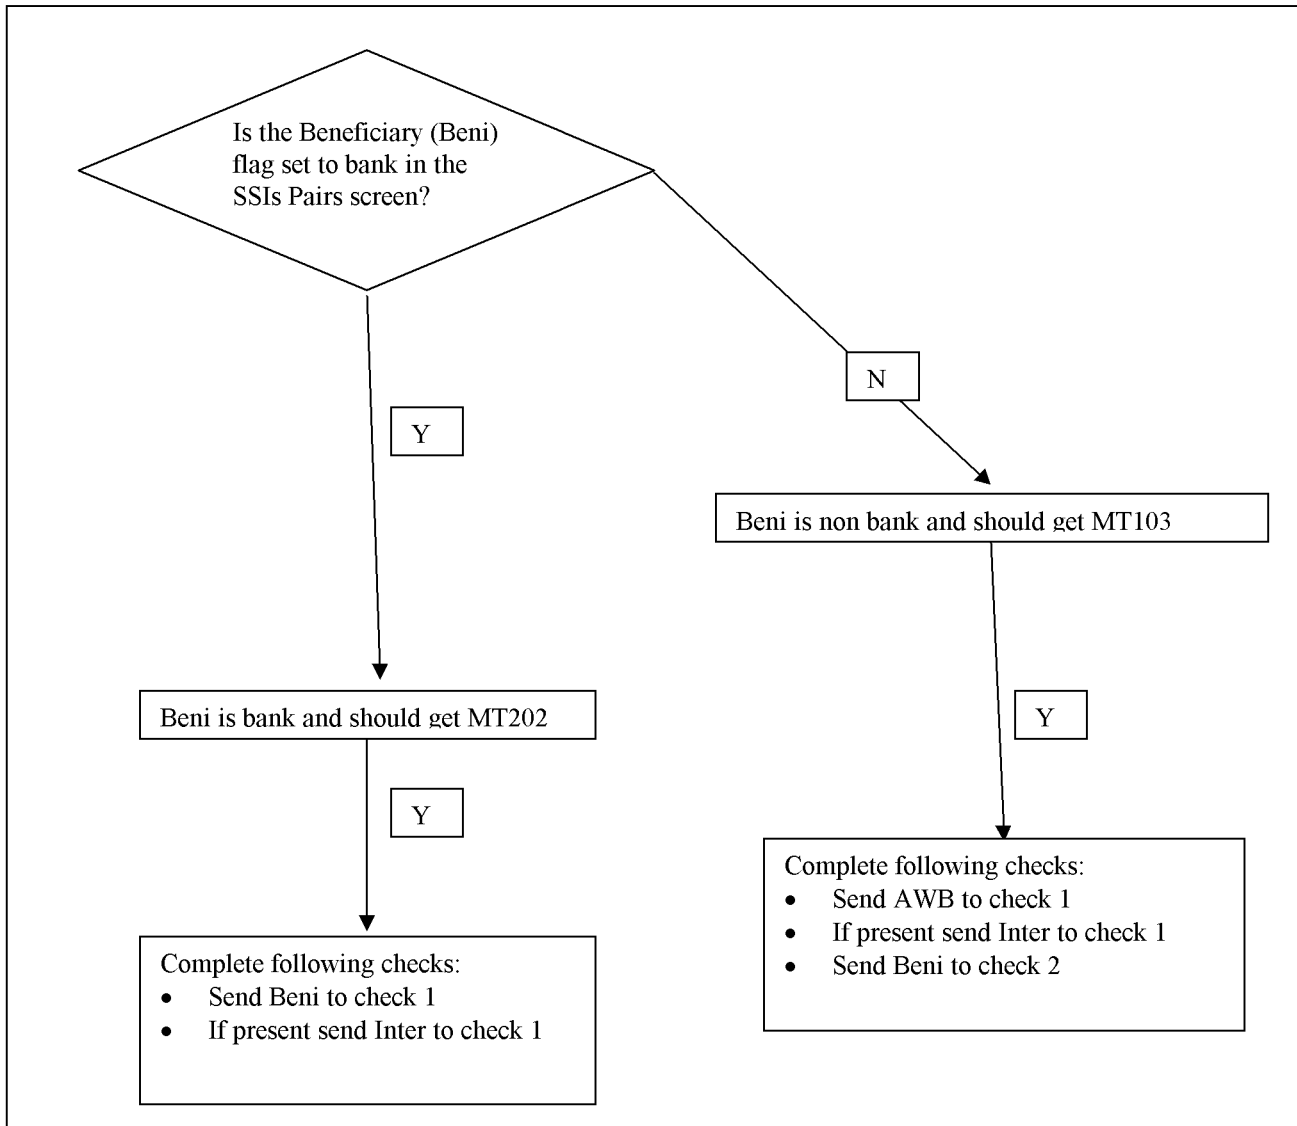 Is the Beneficiary (Beni)
flag set to bank in the
SSIs Pairs screen?
N
Y
Beni is non bank and should get MT103
Beni is bank and should get MT202
Y
Y
Complete following checks:
• Send AWB to check 1
• If present send Inter to check 1
• Send Beni to check 2
Complete following checks:
• Send Beni to check 1
• If present send Inter to check 1